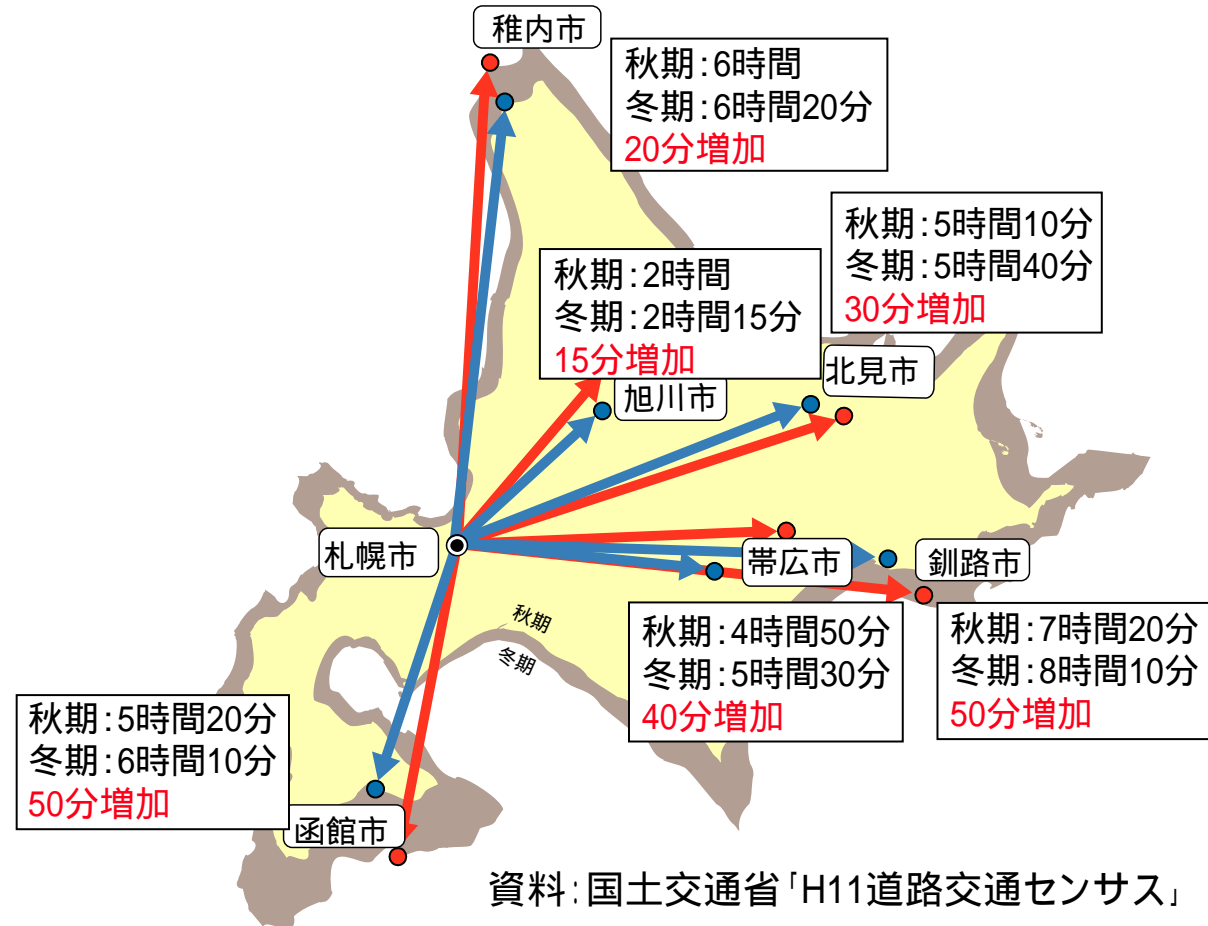 稚内市
秋期:6時間
冬期:6時間20分
20分増加
秋期:5時間10分
冬期:5時間40分
30分増加
秋期:2時間
冬期:2時間15分
15分増加
北見市
旭川市
札幌市
帯広市
釧路市
秋期
冬期
秋期:4時間50分
冬期:5時間30分
40分増加
秋期:7時間20分
冬期:8時間10分
50分増加
秋期:5時間20分
冬期:6時間10分
50分増加
函館市
資料:国土交通省「H11道路交通センサス」